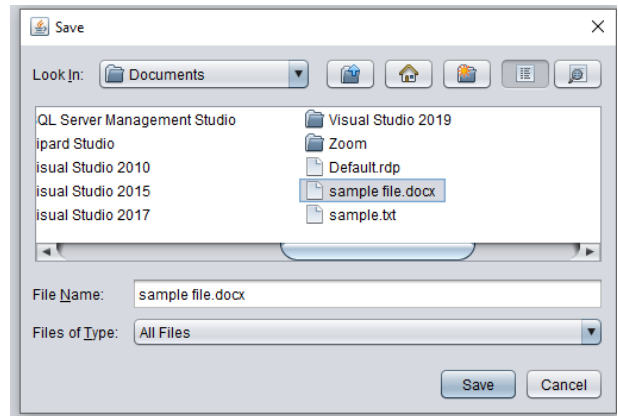 Save
Look In: Documents
QL Server Management Studio
ipard Studio
isual Studio 2010
isual Studio 2015
isual Studio 2017
Visual Studio 2019
Zoom
Default.rdp
sample file.docx
sample.txt
File Name: sample file.docx
Files of Type: All Files
Save Cancel